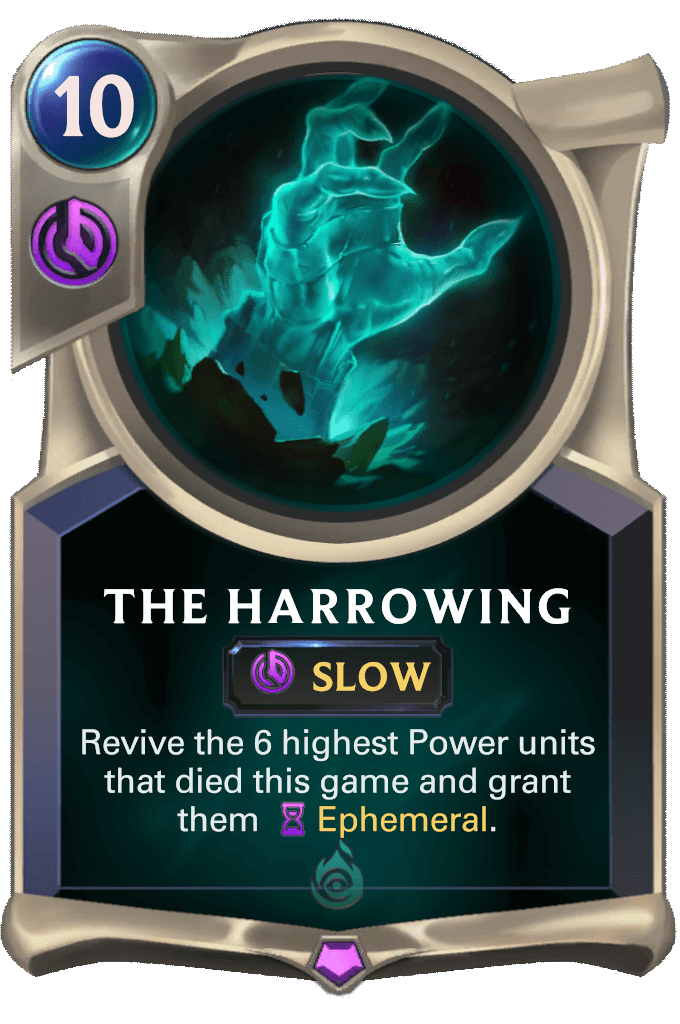 10
THE HARROWING
SLOW
Revive the 6 highest Power units
that died this game and grant
them Ephemeral.